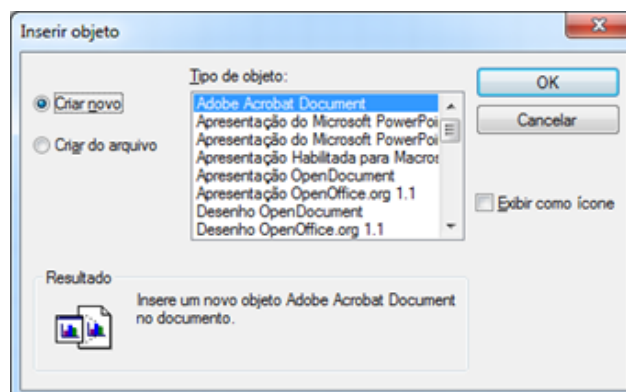 Inserir objeto
Tipo de objeto:
Criar novo
Criar do arquivo
Adobe Acrobat Document
Apresentação do Microsoft PowerPoi
Apresentação do Microsoft PowerPoi
Apresentação Habilitada para Macros
Apresentação OpenDocument
Apresentação OpenOffice.org 1.1
Desenho OpenDocument
Desenho OpenOffice.org 1.1
OK
Cancelar
Exibir como ícone
Resultado
Insere um novo objeto Adobe Acrobat Document
no documento.